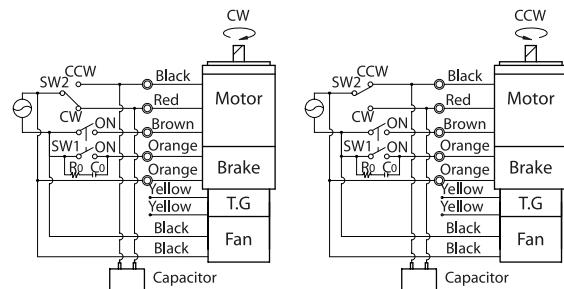 CW
CCW
SW2
CW
Black
Red
Motor
ON
Brown
SW1
ON
Orange
R0
C0
Brake
Orange
Yellow
Yellow
T.G
Black
Black
Fan
Capacitor
CCW
CCW
SW2
CW
Black
Red
Motor
ON
Brown
SW1
ON
Orange
R0
C0
Brake
Orange
Yellow
Yellow
T.G
Black
Black
Fan
Capacitor